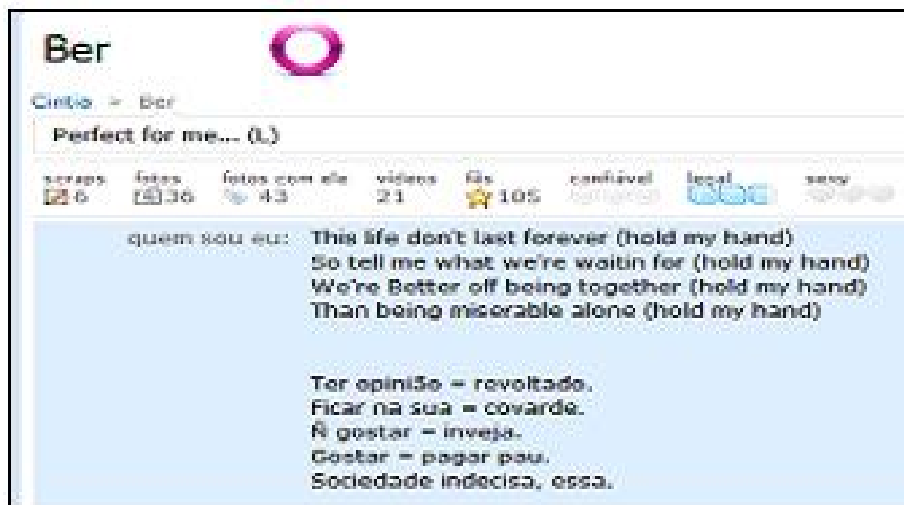 Ber
Cintia > Ber
Perfect for me... (L)
scraps fotos fotos com ele vídeos fãs confiável legal sexy
6 36 43 21 105
quem sou eu: This life don't last forever (hold my hand)
So tell me what we're waitin for (hold my hand)
We're Better off being together (hold my hand)
Than being miserable alone (hold my hand)
Ter opinião = revoltado.
Ficar na sua = covarde.
Ñ gostar = inveja.
Gostar = pagar pau.
Sociedade indecisa, essa.